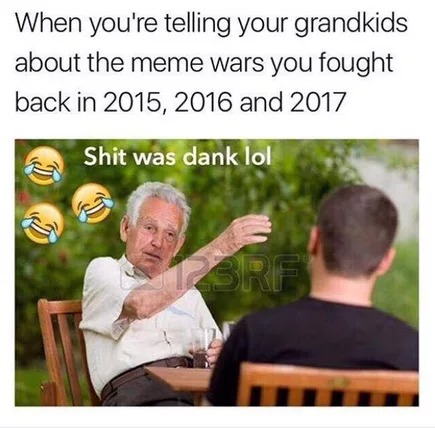 When you're telling your grandkids
about the meme wars you fought
back in 2015, 2016 and 2017
Shit was dank lol
123RF